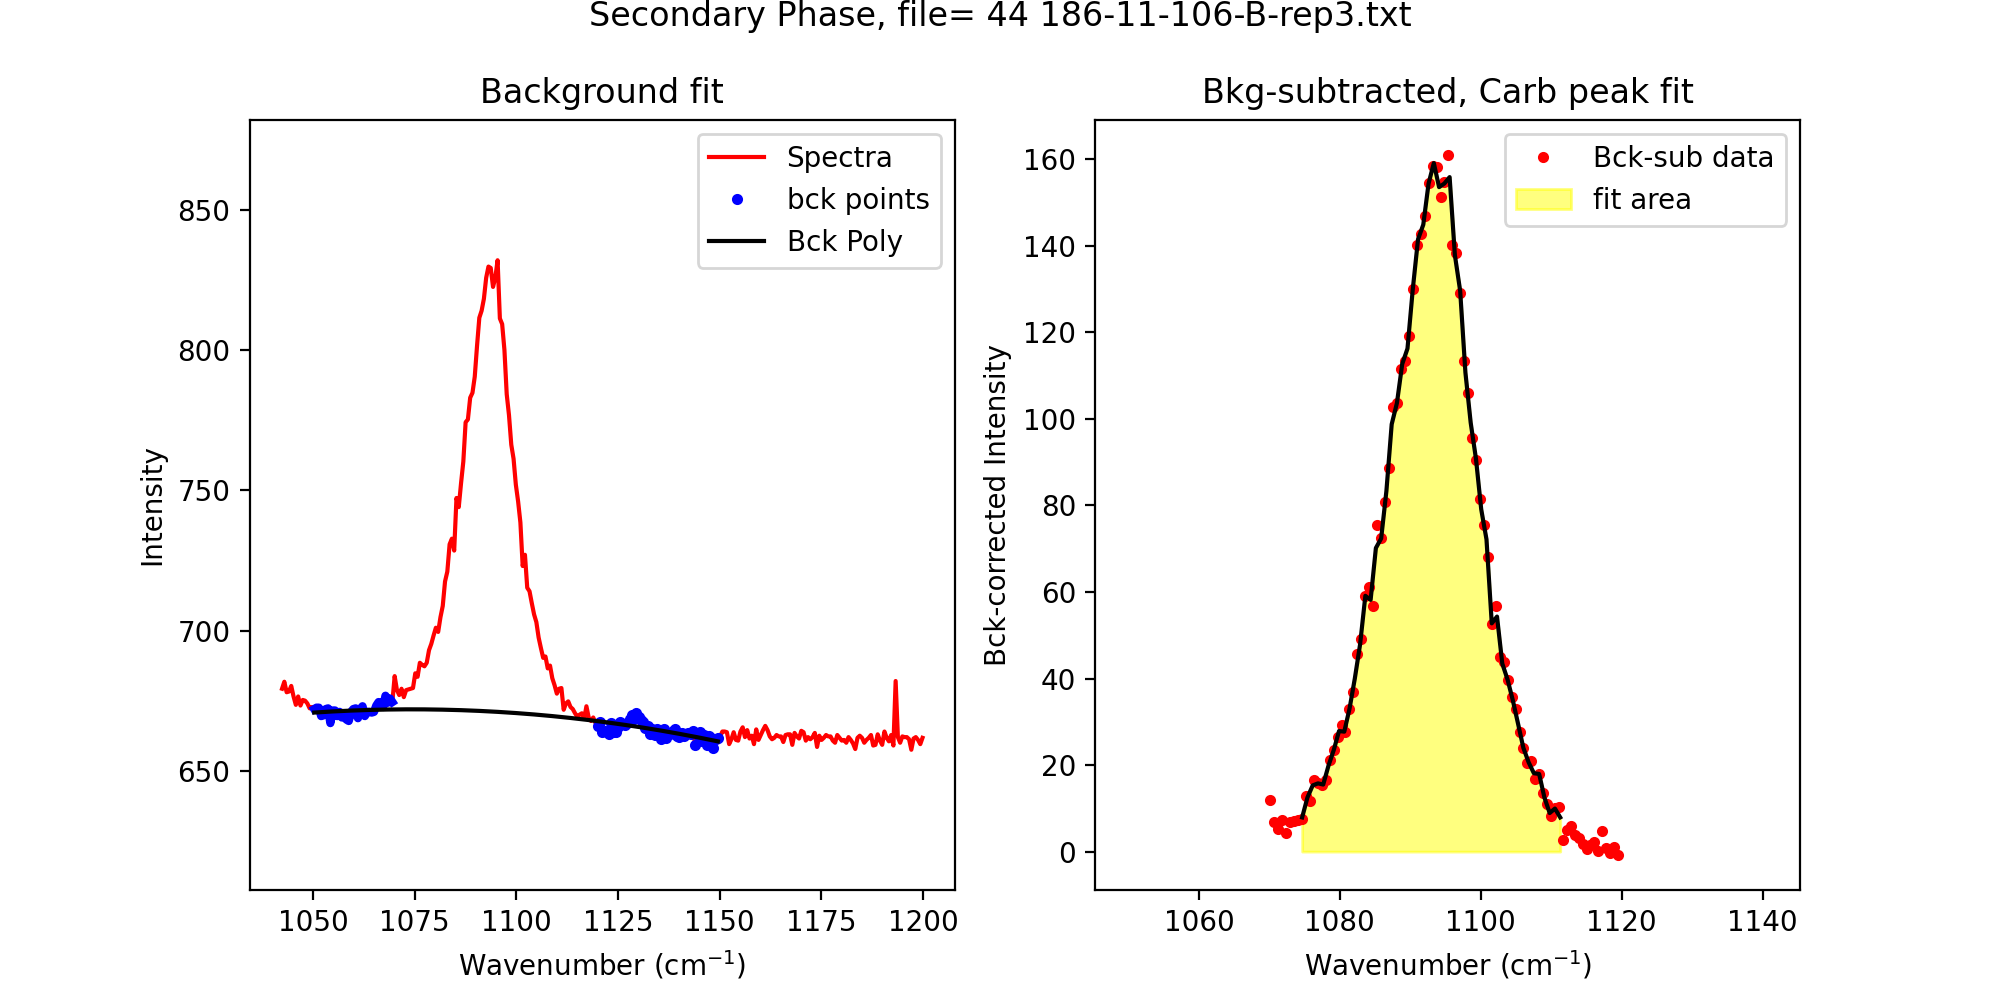 Secondary Phase, file= 44 186-11-106-B-rep3.txt
Background fit
Spectra
bck points
Bck Poly
850
800
750
700
650
Intensity
1050 1075 1100 1125 1150 1175 1200
Wavenumber (cm⁻¹)
Bkg-subtracted, Carb peak fit
Bck-sub data
fit area
160
140
120
100
80
60
40
20
0
Bck-corrected Intensity
1060 1080 1100 1120 1140
Wavenumber (cm⁻¹)